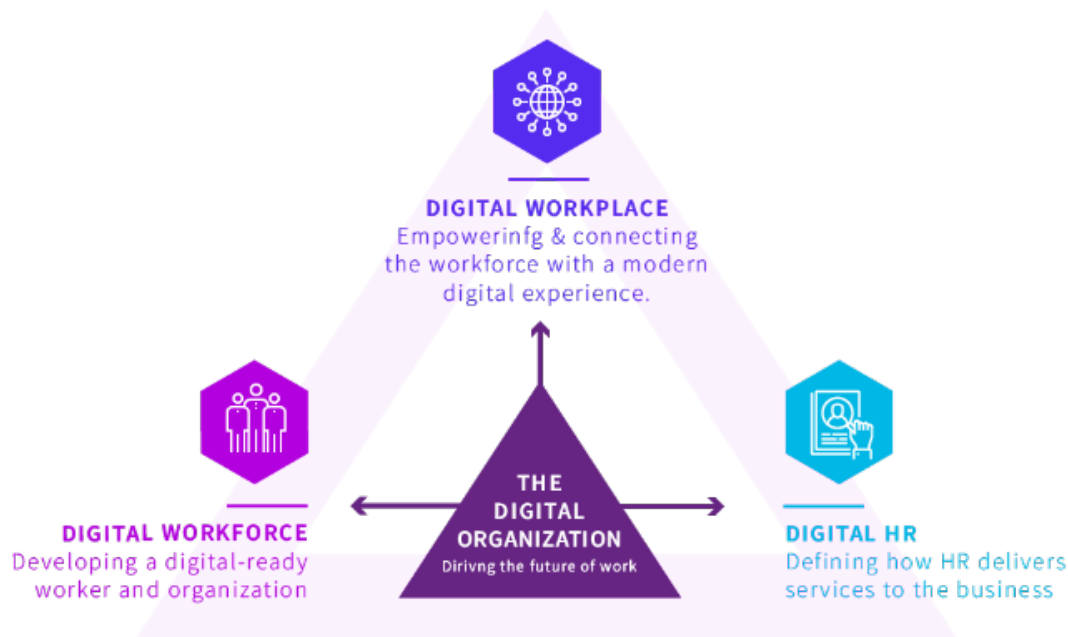 DIGITAL WORKPLACE
Empowerinfg & connecting
the workforce with a modern
digital experience.
DIGITAL WORKFORCE
Developing a digital-ready
worker and organization
THE
DIGITAL
ORGANIZATION
Dirivng the future of work
DIGITAL HR
Defining how HR delivers
services to the business